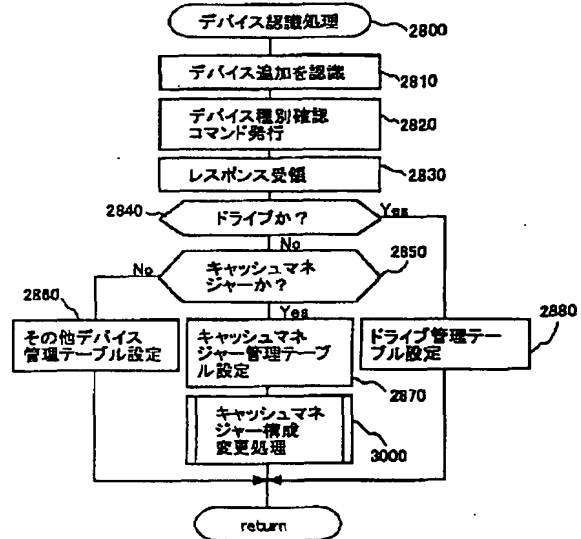 デバイス認識処理
2800
デバイス追加を認識
2810
デバイス種別確認
コマンド発行
2820
レスポンス受領
2830
2840
ドライブか?
Yes
No
2850
No
キャッシュマネ
ジャーか?
2860
Yes
その他デバイス
管理テーブル設定
キャッシュマネ
ジャー管理テーブ
ル設定
ドライブ管理テー
ブル設定
2880
2870
キャッシュマネ
ジャー構成
変更処理
3000
return